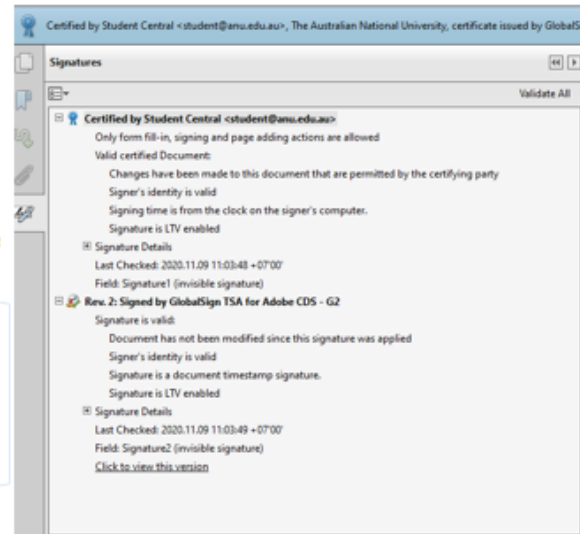 Certified by Student Central <student@anu.edu.au>, The Australian National University, certificate issued by GlobalS
Signatures
Validate All
Certified by Student Central <student@anu.edu.au>
Only form fill-in, signing and page adding actions are allowed
Valid certified Document:
Changes have been made to this document that are permitted by the certifying party
Signer's identity is valid
Signing time is from the clock on the signer's computer.
Signature is LTV enabled
Signature Details
Last Checked: 2020.11.09 11:03:48 +07'00'
Field: Signature1 (invisible signature)
Rev. 2: Signed by GlobalSign TSA for Adobe CDS - G2
Signature is valid:
Document has not been modified since this signature was applied
Signer's identity is valid
Signature is a document timestamp signature.
Signature is LTV enabled
Signature Details
Last Checked: 2020.11.09 11:03:49 +07'00'
Field: Signature2 (invisible signature)
Click to view this version